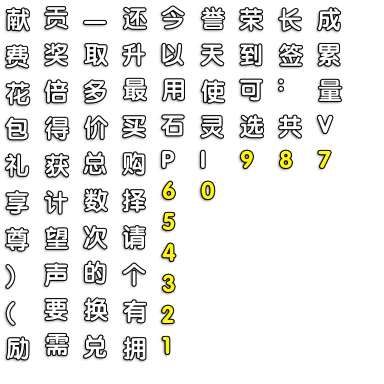 献贡一还今誉荣长成
费奖取升以天到签累
花倍多最用使可：量
包得价买石灵选共V
礼获总购PI987
享计数择60
尊望次请5
）声的个43
（要换有2
励需兑拥1